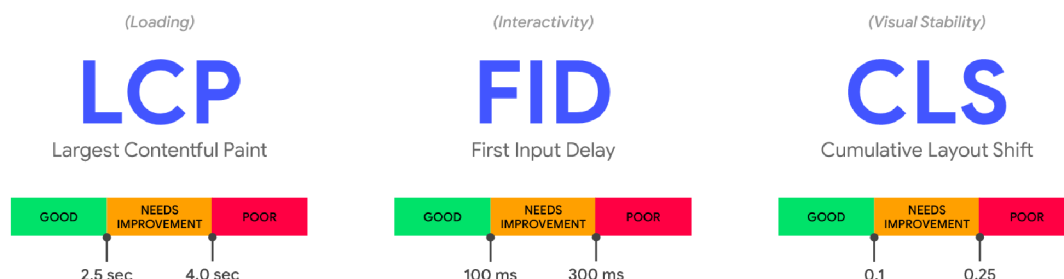 (Loading)
LCP
Largest Contentful Paint
GOOD
NEEDS
IMPROVEMENT
POOR
2.5 sec
4.0 sec
(Interactivity)
FID
First Input Delay
GOOD
NEEDS
IMPROVEMENT
POOR
100 ms
300 ms
(Visual Stability)
CLS
Cumulative Layout Shift
GOOD
NEEDS
IMPROVEMENT
POOR
0.1
0.25